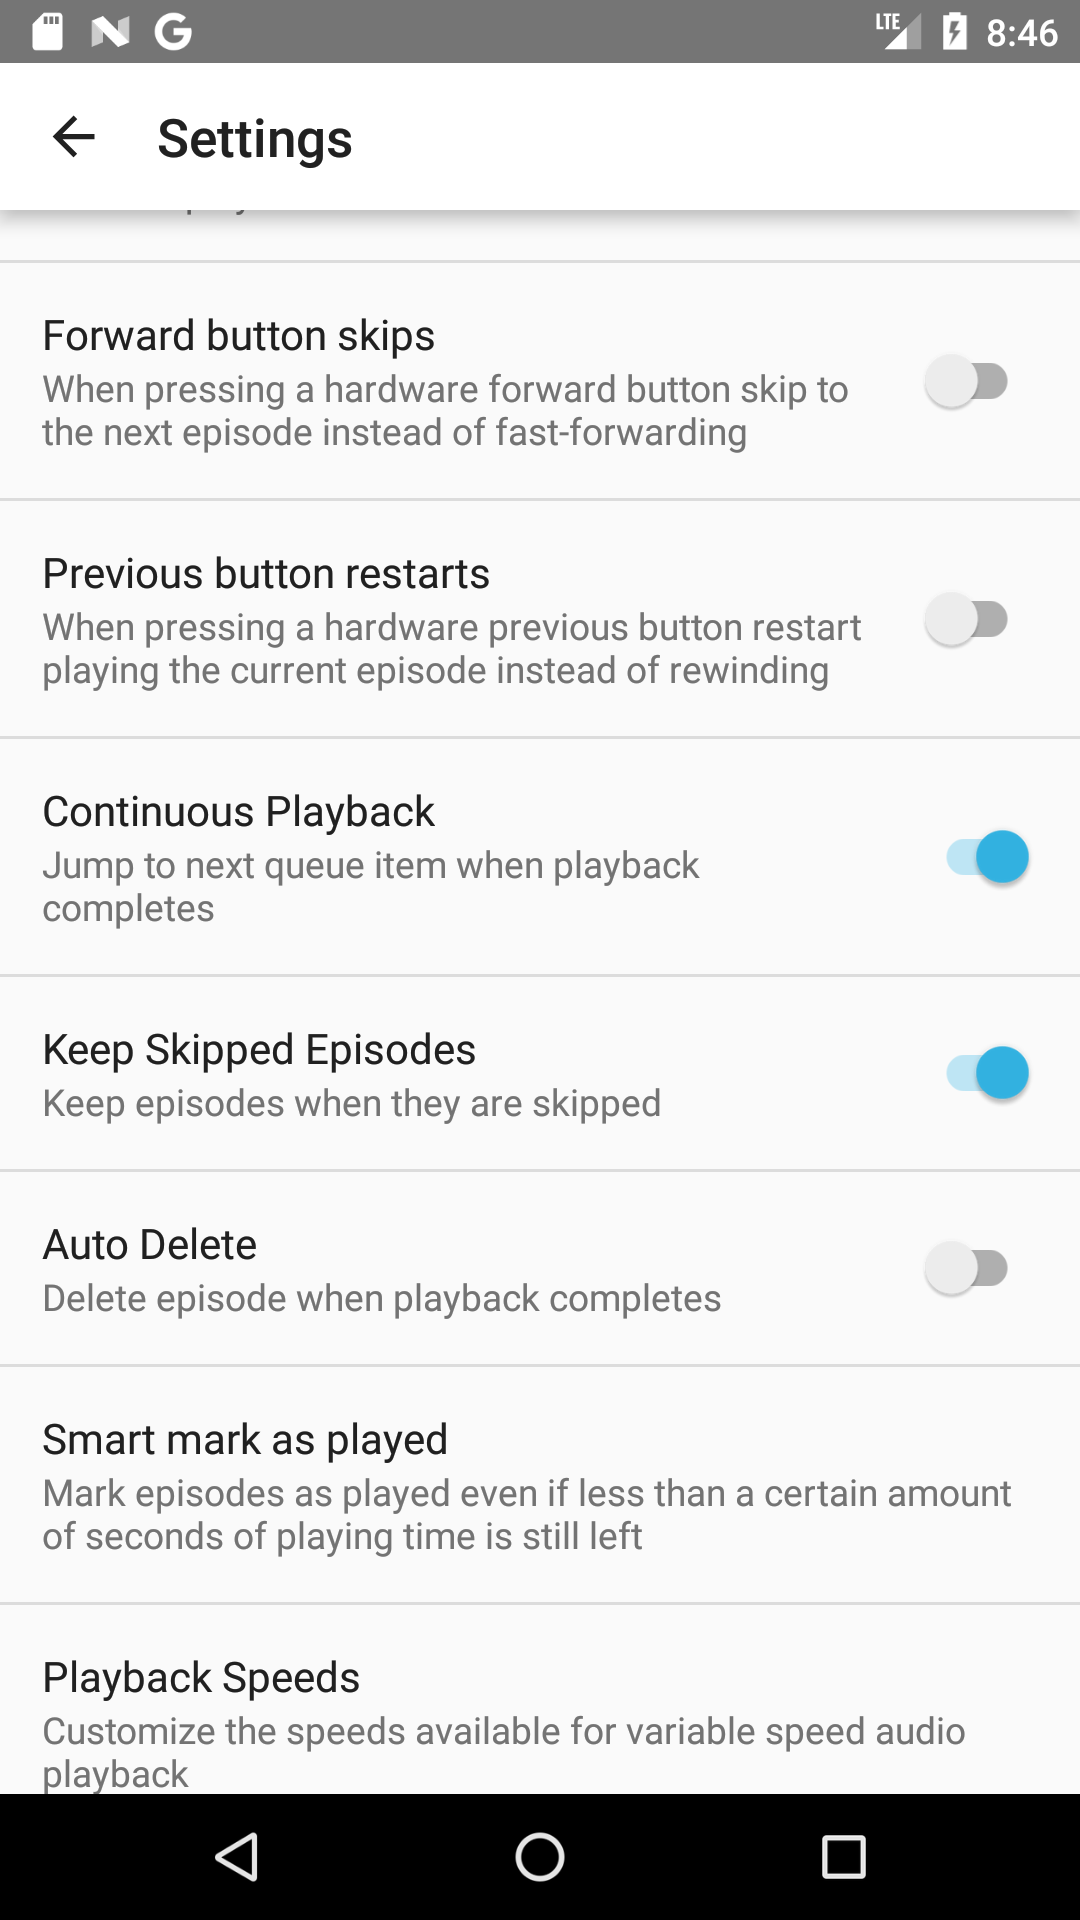 LTE 8:46
Settings
Forward button skips
When pressing a hardware forward button skip to
the next episode instead of fast-forwarding
Previous button restarts
When pressing a hardware previous button restart
playing the current episode instead of rewinding
Continuous Playback
Jump to next queue item when playback
completes
Keep Skipped Episodes
Keep episodes when they are skipped
Auto Delete
Delete episode when playback completes
Smart mark as played
Mark episodes as played even if less than a certain amount
of seconds of playing time is still left
Playback Speeds
Customize the speeds available for variable speed audio
playback